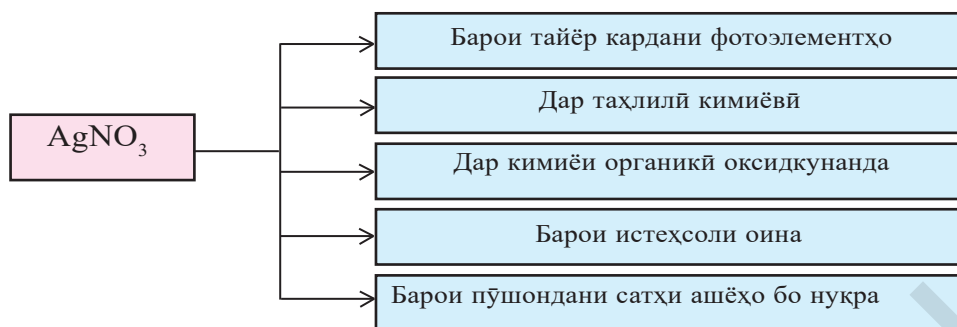 AgNO₃
Барои тайёр кардани фотоэлементҳо
Дар таҳлилӣ кимиёвӣ
Дар кимиёи органикӣ оксидкунанда
Барои истеҳсоли оина
Барои пӯшондани сатҳи ашёҳо бо нуқра